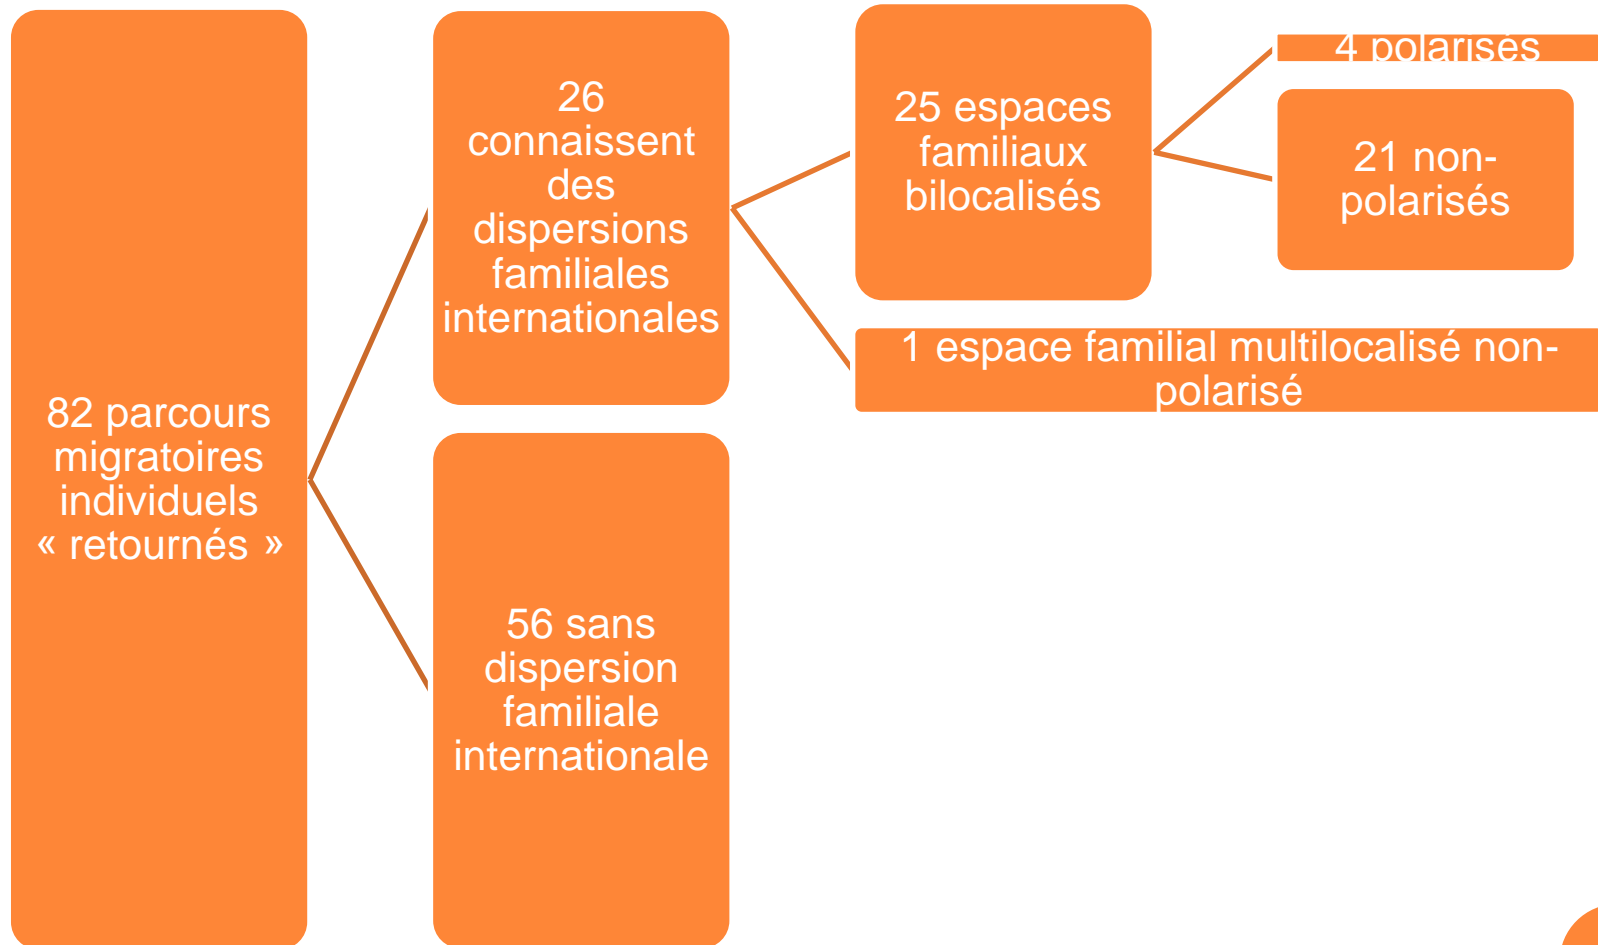 82 parcours
migratoires
individuels
« retournés »
26
connaissent
des
dispersions
familiales
internationales
56 sans
dispersion
familiale
internationale
25 espaces
familiaux
bilocalisés
1 espace familial multilocalisé non-
polarisé
4 polarisés
21 non-
polarisés